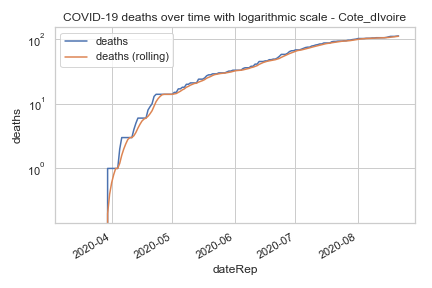 COVID-19 deaths over time with logarithmic scale - Cote_dIvoire
deaths
deaths (rolling)
10²
10¹
10⁰
deaths
2020-04
2020-05
2020-06
2020-07
2020-08
dateRep